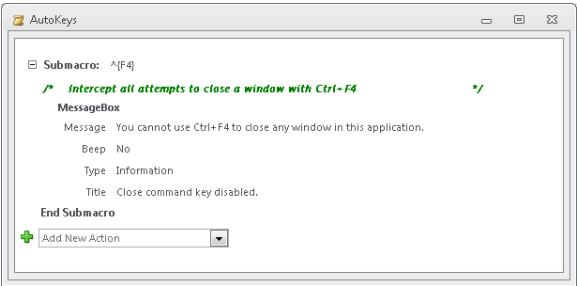 AutoKeys
Submacro: ^{F4}
/* Intercept all attempts to close a window with Ctrl+F4 */
MessageBox
Message You cannot use Ctrl+F4 to close any window in this application.
Beep No
Type Information
Title Close command key disabled.
End Submacro
Add New Action